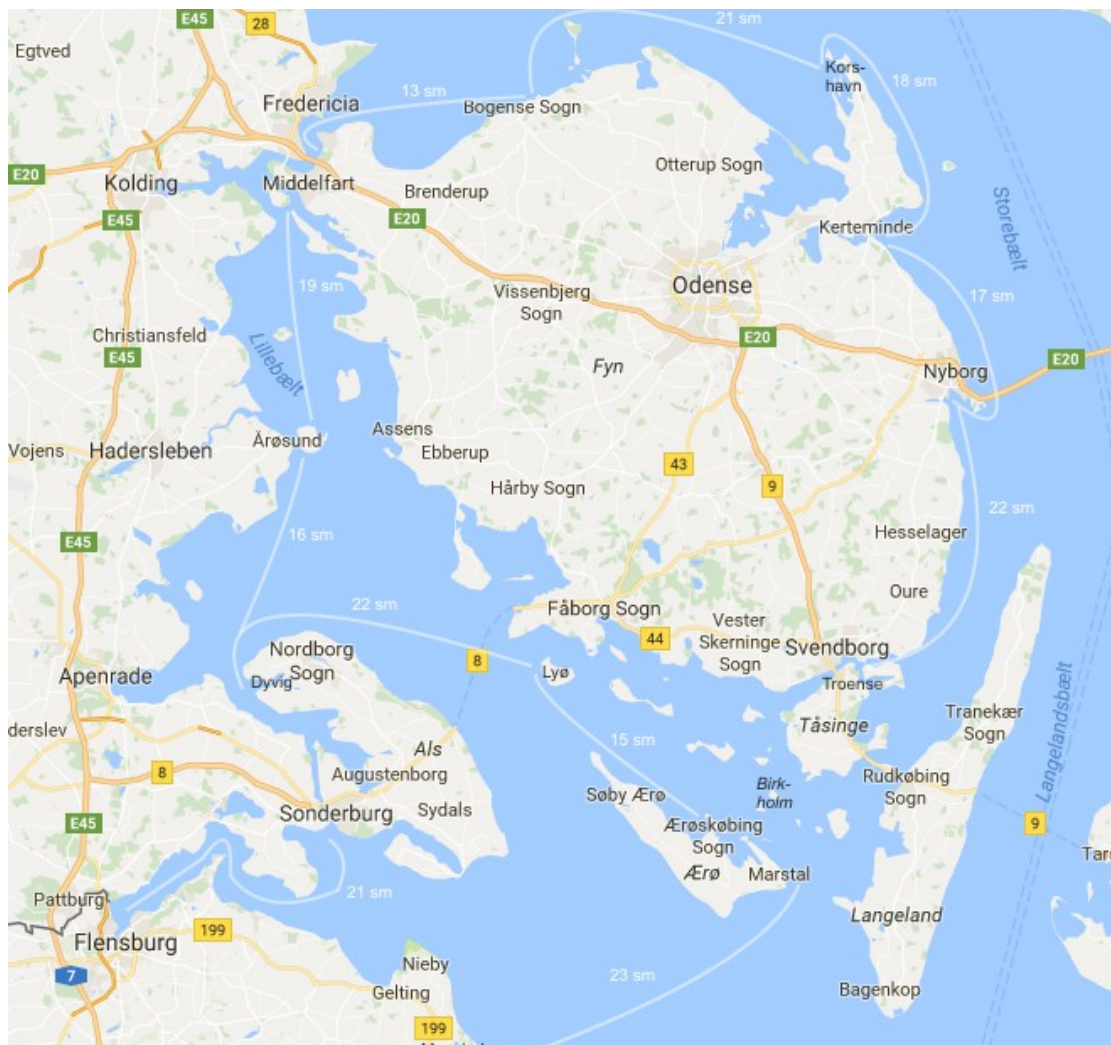 E45
28
21 sm
Egtved
Kors-
havn
18 sm
Fredericia
13 sm
Bogense Sogn
E20
Kolding
Middelfart
Brenderup
Otterup Sogn
E45
E20
Storebælt
Kerteminde
19 sm
Vissenbjerg
Sogn
Odense
17 sm
Christiansfeld
E45
Lillebælt
Fyn
E20
E20
Nyborg
Vojens
Hadersleben
Ärøsund
Assens
Ebberup
43
9
Hårby Sogn
22 sm
E45
16 sm
Hesselager
Oure
22 sm
Fåborg Sogn
44
Vester
Skerninge
Sogn
Svendborg
Nordborg
Sogn
8
Lyø
Apenrade
Dyvig
Troense
Langelandsbælt
derslev
Als
15 sm
Tåsinge
Tranekær
Sogn
8
Augustenborg
Søby Ærø
Birk-
holm
Rudkøbing
Sogn
Sonderburg
Sydals
E45
Ærøskøbing
Sogn
9
Tars
Ærø
Marstal
Pattburg
21 sm
Flensburg
199
Langeland
7
Nieby
Gelting
23 sm
Bagenkop
199